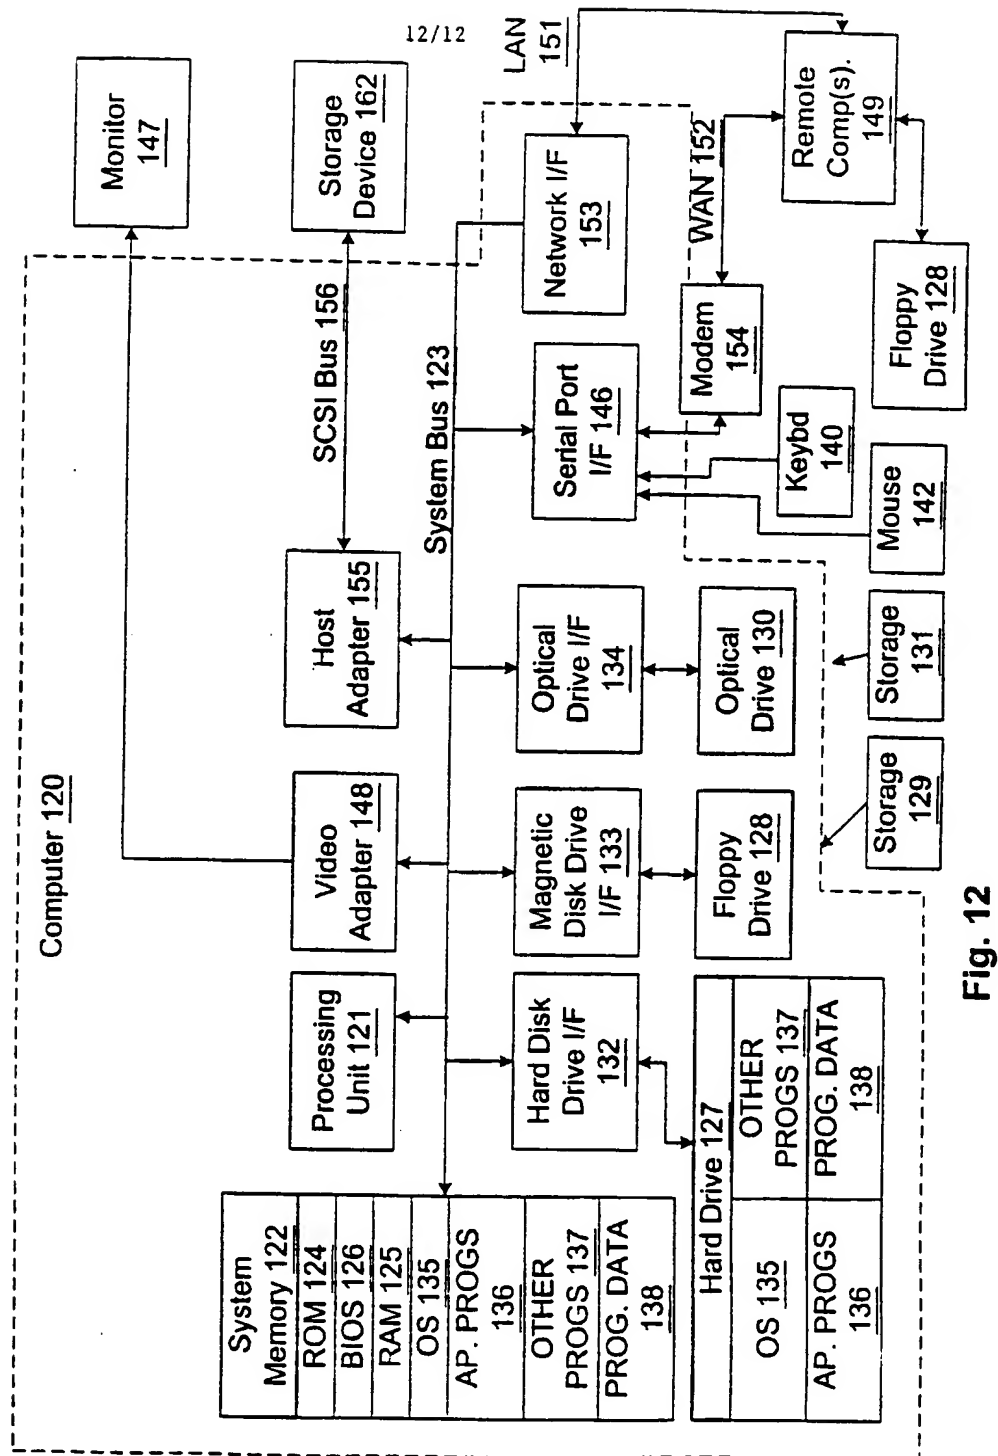 12/12
Computer 120
Monitor
147
Storage
Device 162
SCSI Bus 156
System
Memory 122
ROM 124
BIOS 126
RAM 125
OS 135
AP. PROGS
136
OTHER
PROGS 137
PROG. DATA
138
Processing
Unit 121
Video
Adapter 148
Host
Adapter 155
System Bus 123
Hard Disk
Drive I/F
132
Magnetic
Disk Drive
I/F 133
Optical
Drive I/F
134
Serial Port
I/F 146
Network I/F
153
LAN
151
Hard Drive 127
OS 135
OTHER
PROGS 137
AP. PROGS
136
PROG. DATA
138
Floppy
Drive 128
Optical
Drive 130
Modem
154
WAN 152
Remote
Comp(s).
149
Storage
129
Storage
131
Mouse
142
Keybd
140
Floppy
Drive 128
Fig. 12